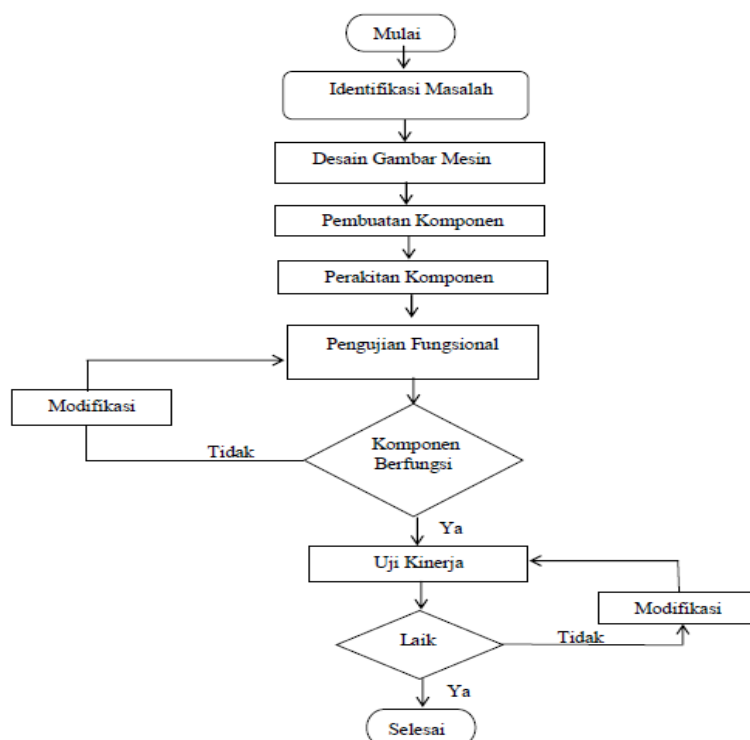 Mulai
Identifikasi Masalah
Desain Gambar Mesin
Pembuatan Komponen
Perakitan Komponen
Pengujian Fungsional
Modifikasi
Tidak
Komponen
Berfungsi
Ya
Uji Kinerja
Modifikasi
Laik
Tidak
Ya
Selesai